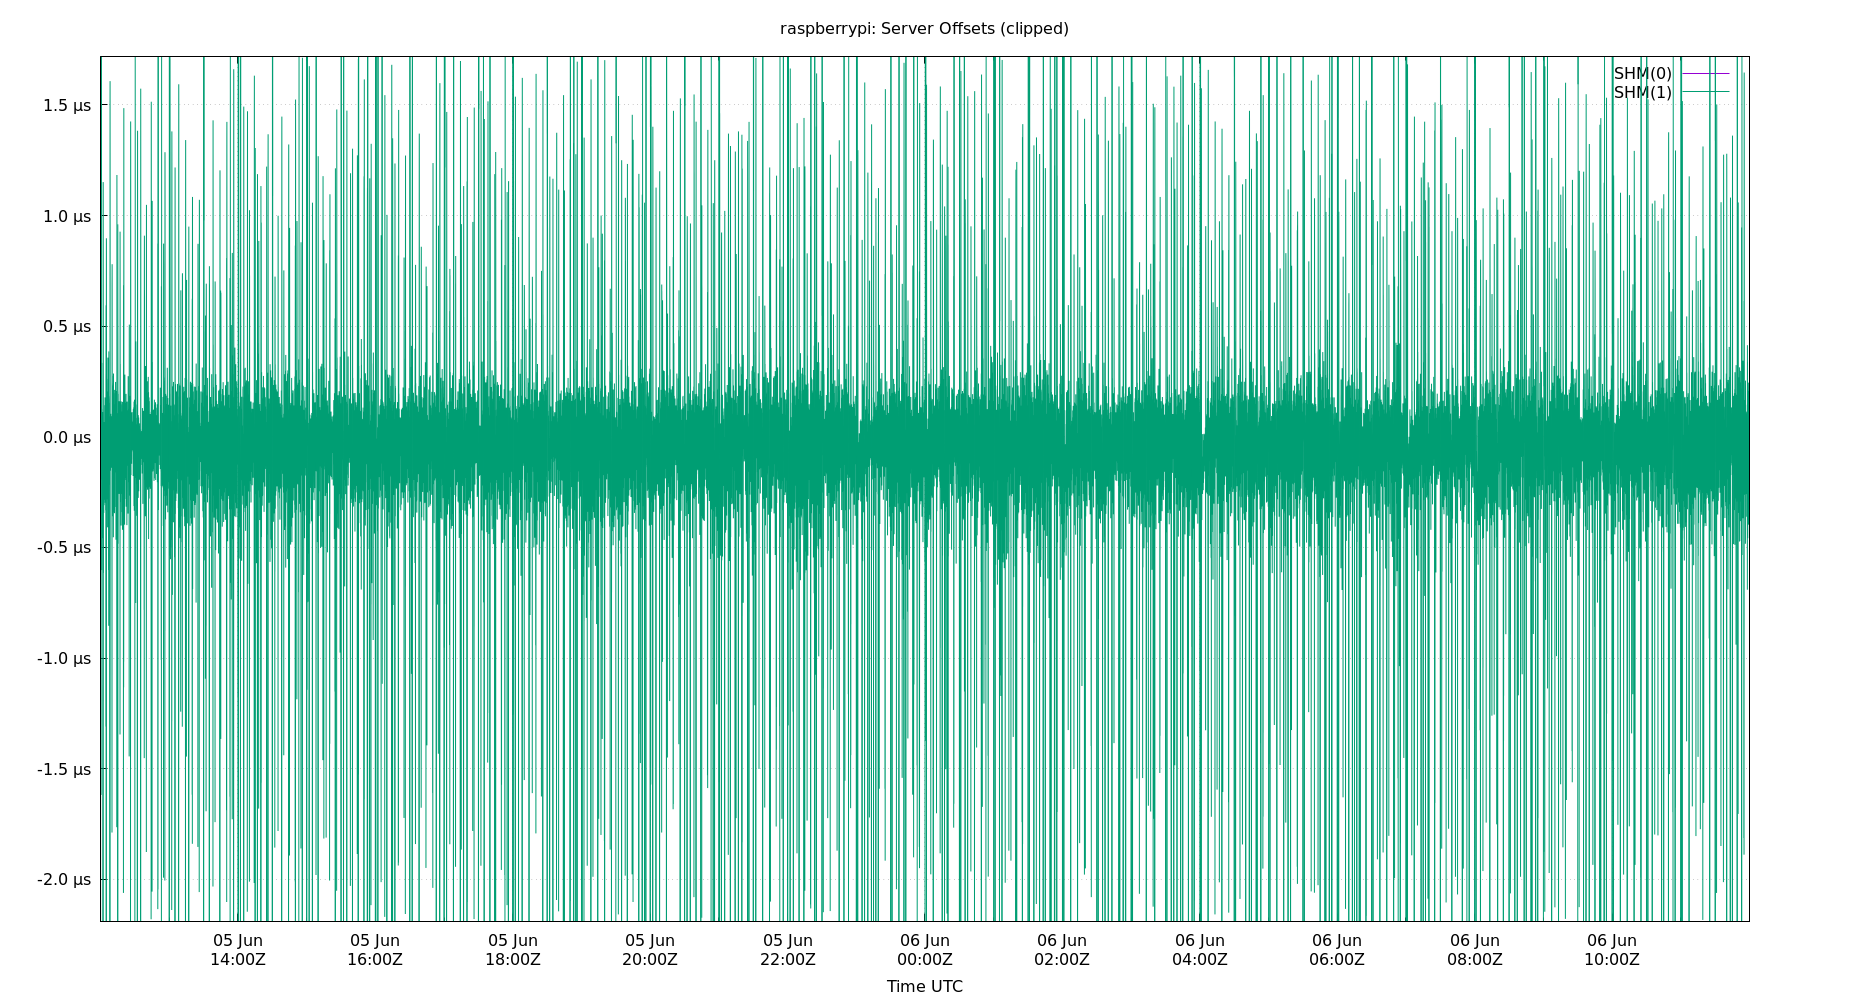 raspberrypi: Server Offsets (clipped)
SHM(0)
SHM(1)
1.5 µs
1.0 µs
0.5 µs
0.0 µs
-0.5 µs
-1.0 µs
-1.5 µs
-2.0 µs
05 Jun 05 Jun 05 Jun 05 Jun 05 Jun 06 Jun 06 Jun 06 Jun 06 Jun 06 Jun 06 Jun
14:00Z 16:00Z 18:00Z 20:00Z 22:00Z 00:00Z 02:00Z 04:00Z 06:00Z 08:00Z 10:00Z
Time UTC